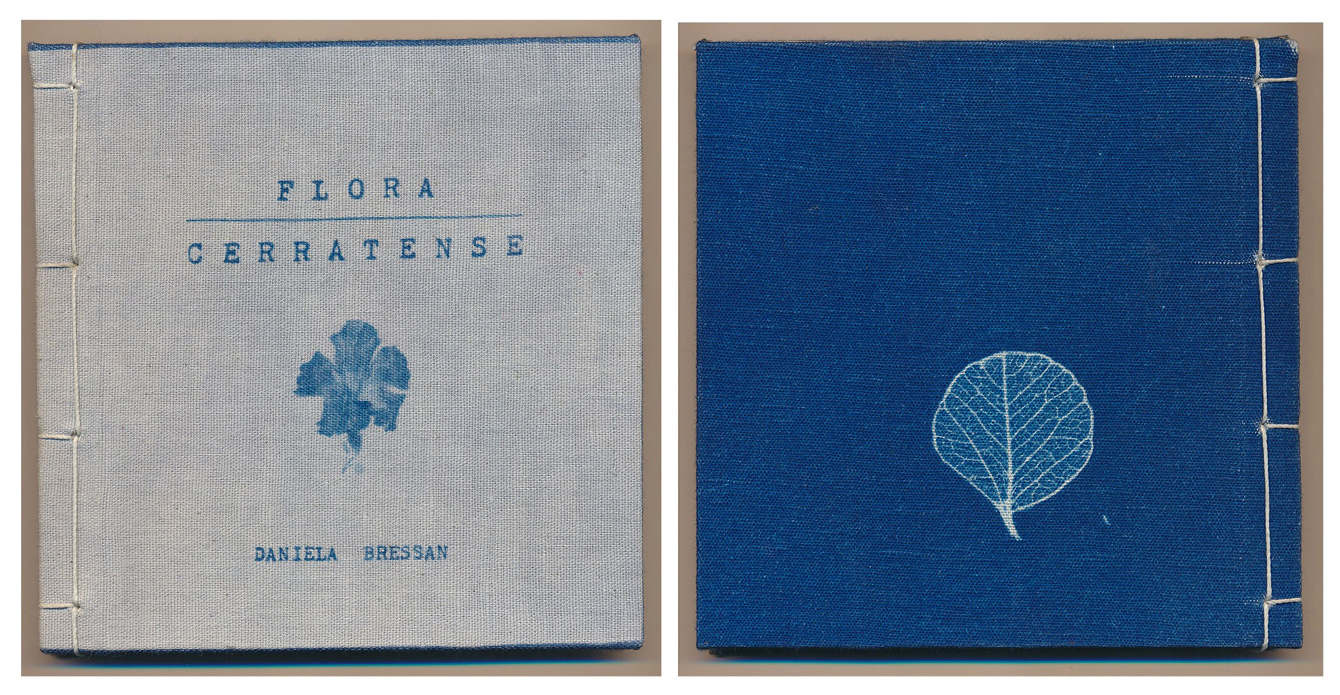 FLORA
CERRATENSE
DANIELA BRESSAN